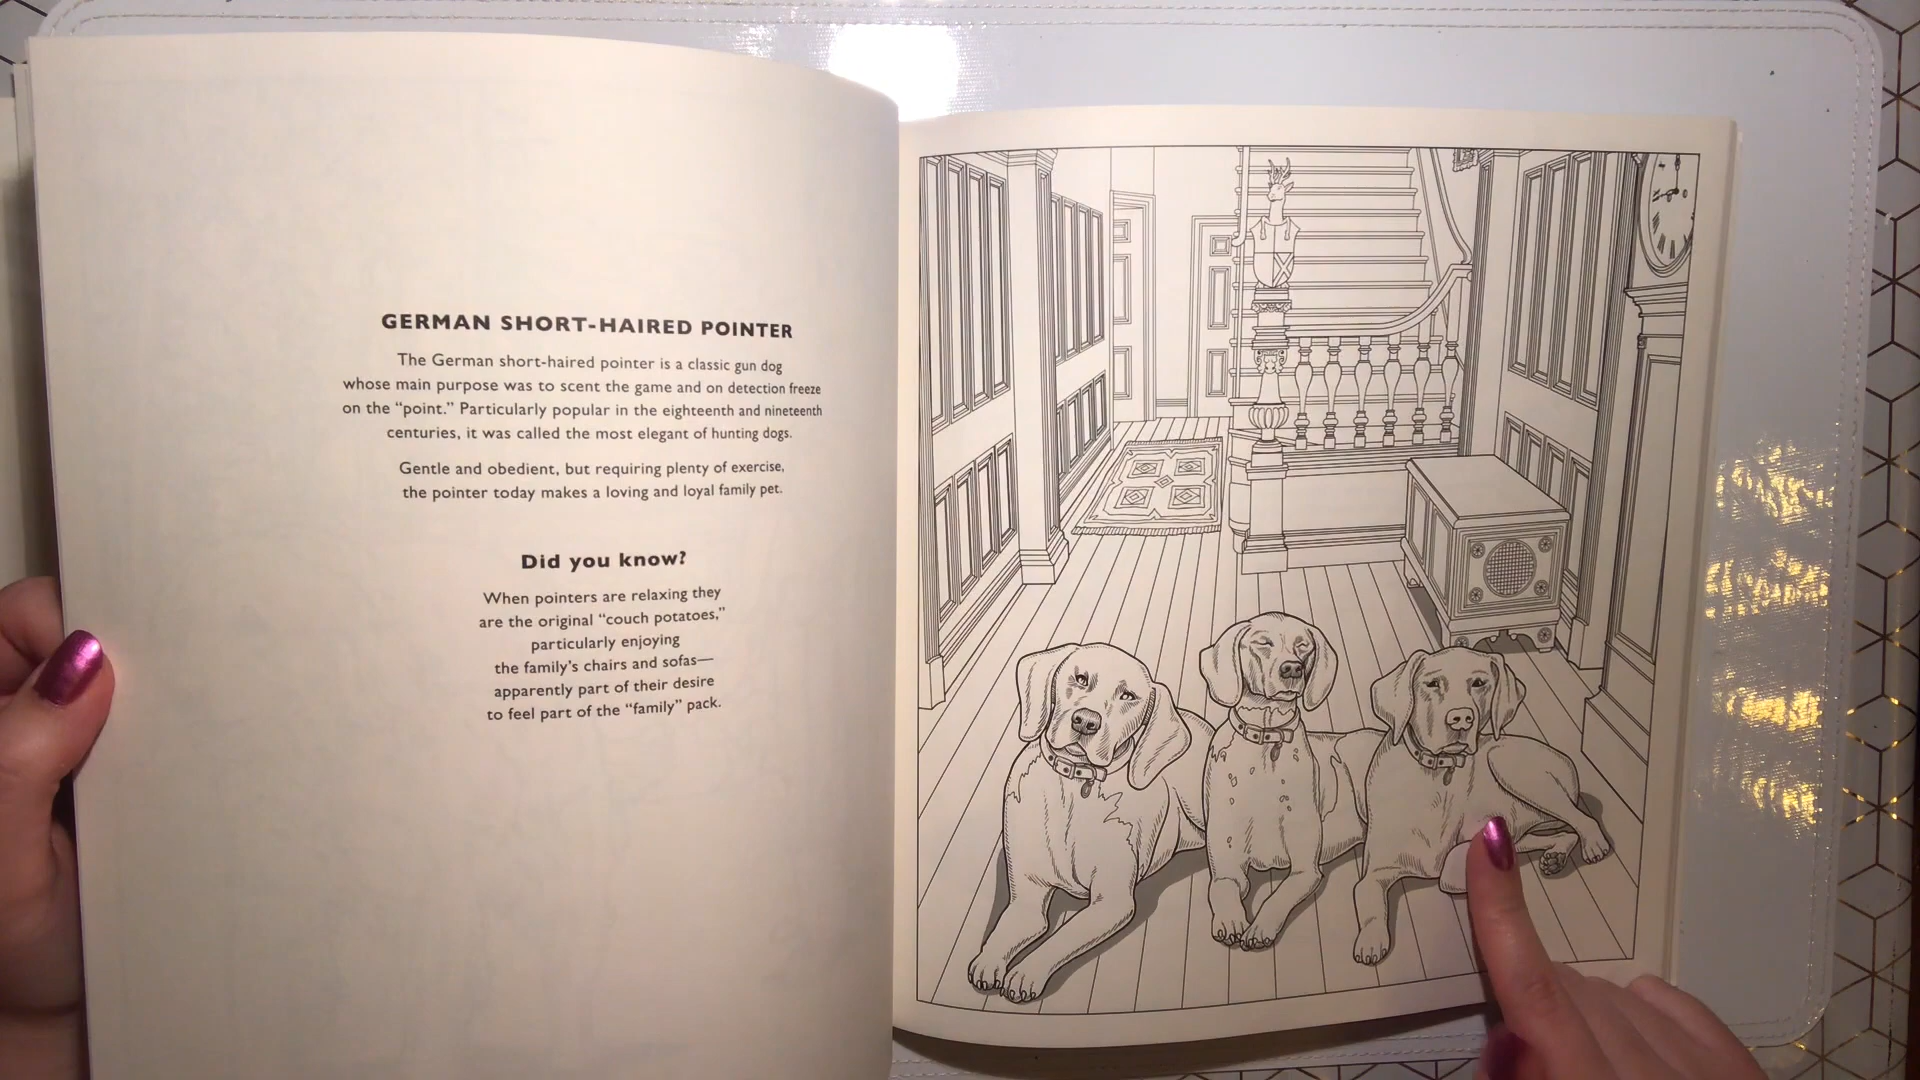 GERMAN SHORT-HAIRED POINTER
The German short-haired pointer is a classic gun dog
whose main purpose was to scent the game and on detection freeze
on the “point.” Particularly popular in the eighteenth and nineteenth
centuries, it was called the most elegant of hunting dogs.
Gentle and obedient, but requiring plenty of exercise,
the pointer today makes a loving and loyal family pet.
Did you know?
When pointers are relaxing they
are the original “couch potatoes,”
particularly enjoying
the family’s chairs and sofas—
apparently part of their desire
to feel part of the “family” pack.